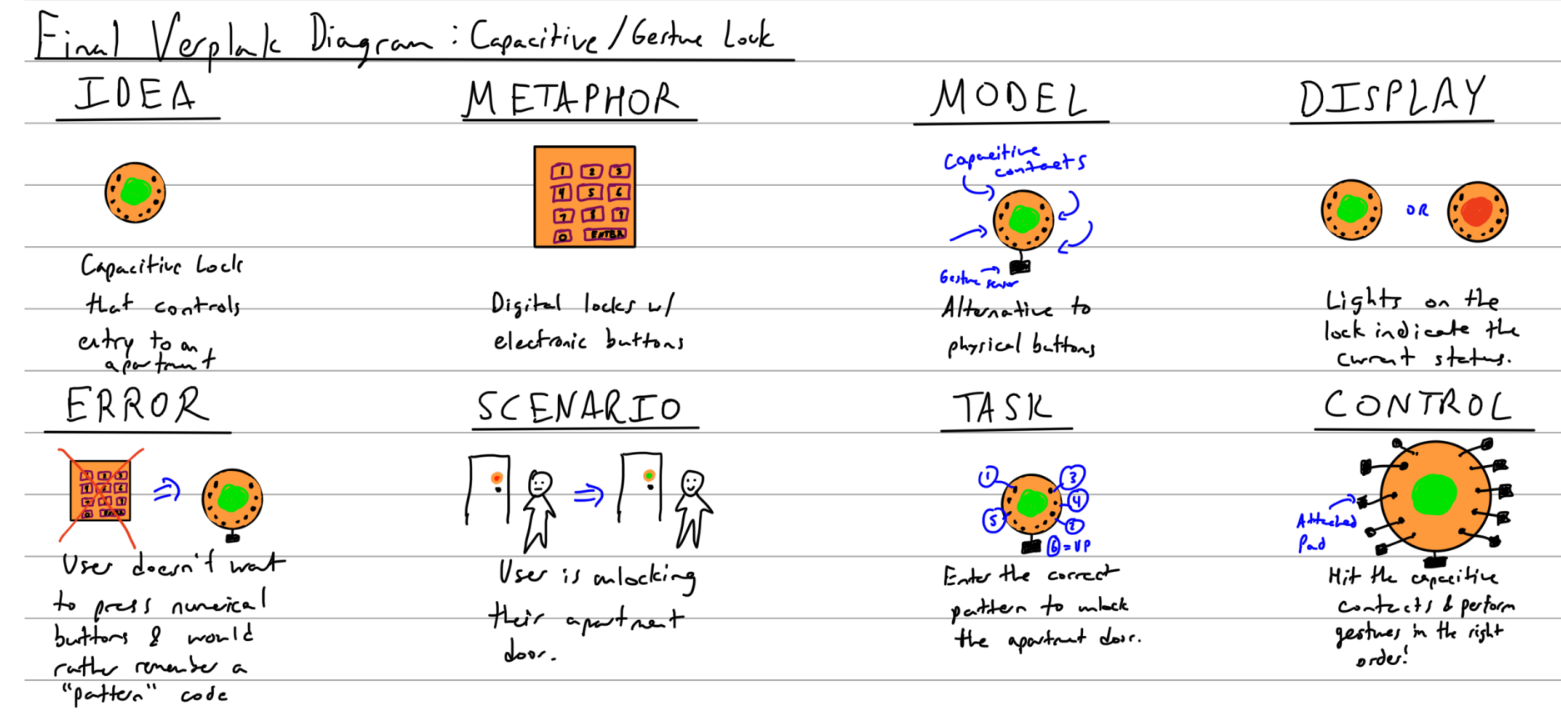 Final Verplak Diagram : Capacitive/Gesture Lock
IDEA
Capacitive Lock
that controls
entry to an
apartment
METAPHOR
1 2 3
4 5 6
7 8 9
0 ENTER
Digital locks w/
electronic buttons
MODEL
Capacitive
contacts
Gesture sensor
Alternative to
physical buttons
DISPLAY
OR
Lights on the
lock indicate the
current status.
ERROR
User doesn't want
to press numerical
buttons & would
rather remember a
"pattern" code
SCENARIO
User is unlocking
their apartment
door.
TASK
1
3
4
5
2
6 = UP
Enter the correct
pattern to unlock
the apartment door.
CONTROL
Attached
Pad
Hit the capacitive
contacts & perform
gestures in the right
order!